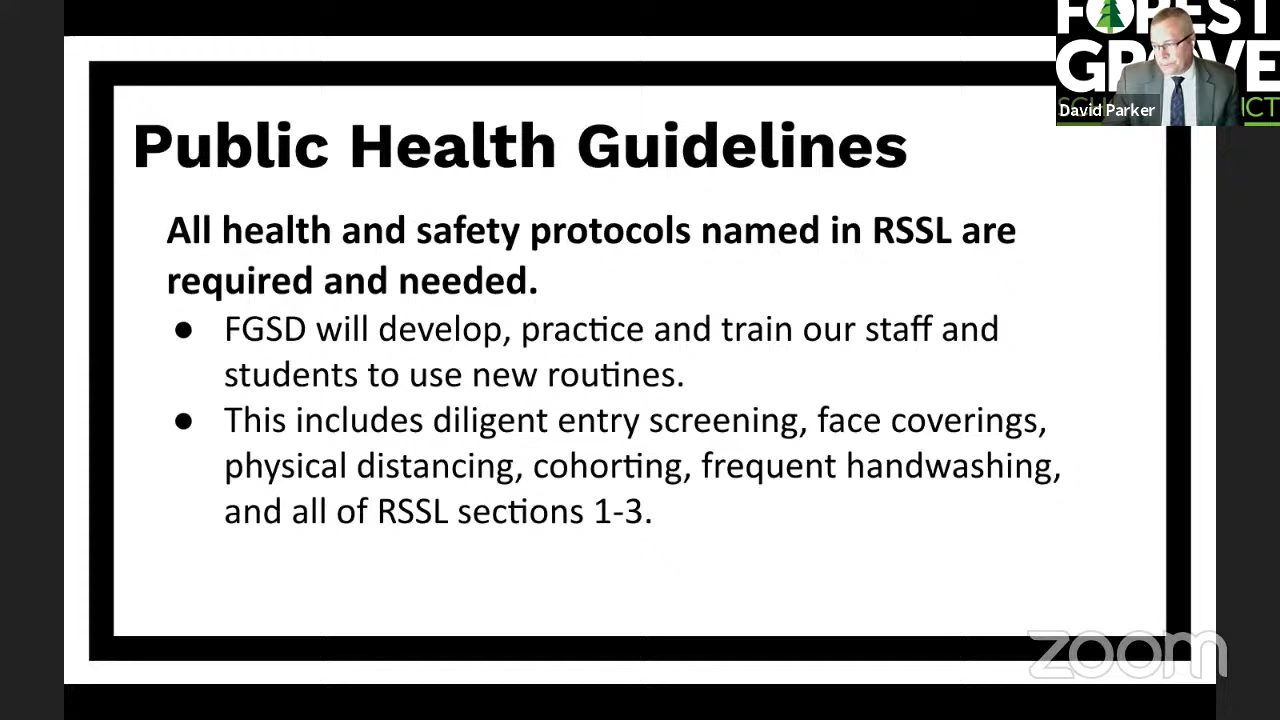 FOREST
GROVE
David Parker
Public Health Guidelines
All health and safety protocols named in RSSL are
required and needed.
● FGSD will develop, practice and train our staff and
students to use new routines.
● This includes diligent entry screening, face coverings,
physical distancing, cohorting, frequent handwashing,
and all of RSSL sections 1-3.
zoom